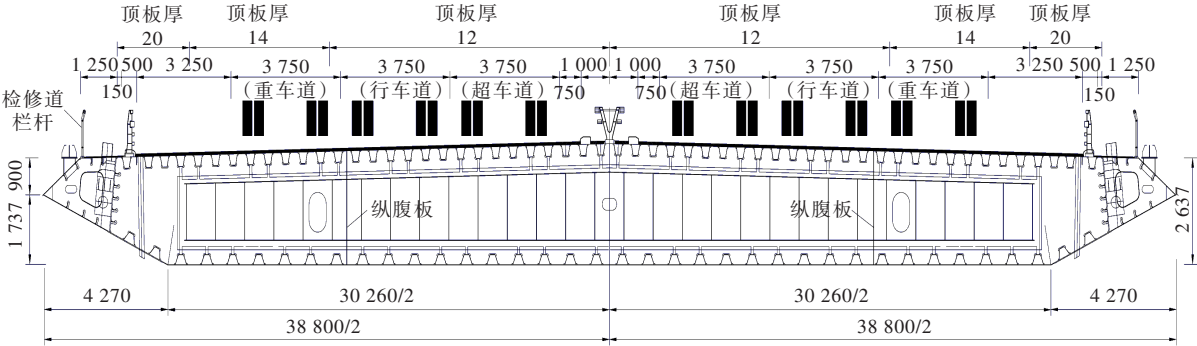 顶板厚 顶板厚 顶板厚 顶板厚 顶板厚 顶板厚
20 14 12 12 14 20
1 250 500 3 250 3 750 3 750 3 750 1 000 1 000 3 750 3 750 3 750 3 250 500 1 250
150 (重车道) (行车道) (超车道) 750 750 (超车道) (行车道) (重车道) 150
检修道
栏杆
900
1 737
纵腹板 纵腹板
2 637
4 270 30 260/2 30 260/2 4 270
38 800/2 38 800/2